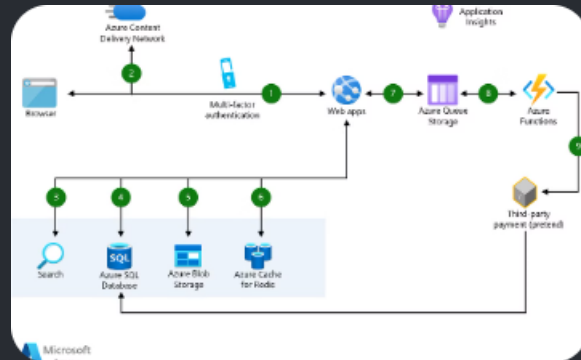 Azure Content
Delivery Network
Application
Insights
2
Browser
Multi-factor
authentication
1
Web apps
7
Azure Queue
Storage
8
Azure
Functions
9
3
4
5
6
Third-party
payment (pretend)
Search
SQL
Azure SQL
Database
Azure Blob
Storage
Azure Cache
for Redis
Microsoft